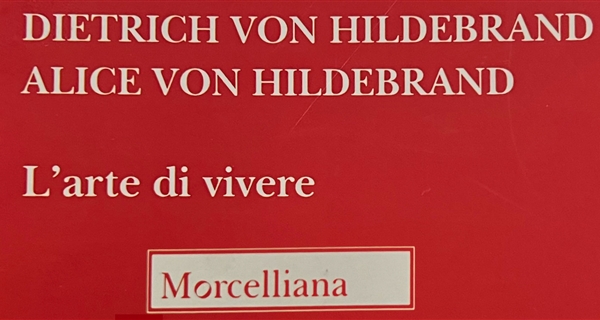 DIETRICH VON HILDEBRAND
ALICE VON HILDEBRAND
L'arte di vivere
Morcelliana